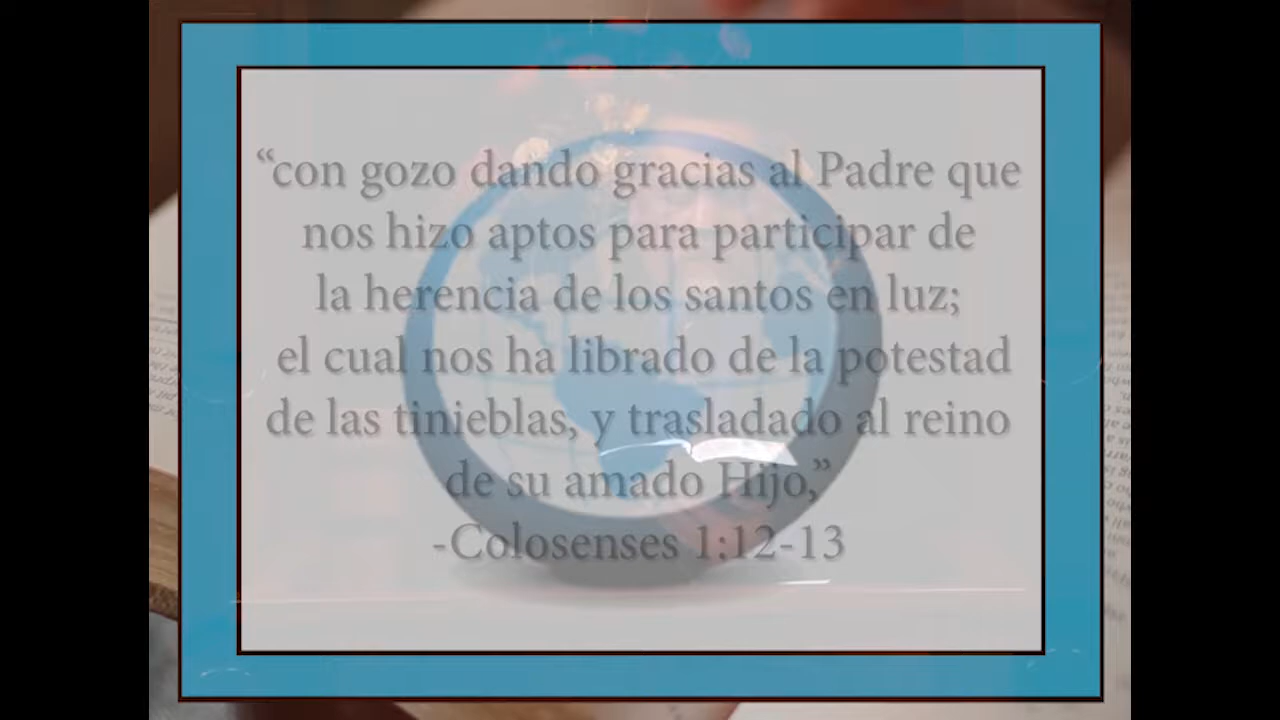 “con gozo dando gracias al Padre que
nos hizo aptos para participar de
la herencia de los santos en luz;
el cual nos ha librado de la potestad
de las tinieblas, y trasladado al reino
de su amado Hijo,”
-Colosenses 1:12-13